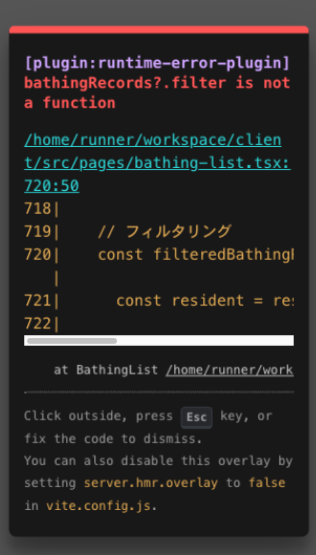 [plugin:runtime-error-plugin]
bathingRecords?.filter is not
a function
/home/runner/workspace/clien
t/src/pages/bathing-list.tsx:
720:50
718|
719|    // フィルタリング
720|    const filteredBathing
|
721|      const resident = res
722|
at BathingList /home/runner/work
Click outside, press Esc key, or
fix the code to dismiss.
You can also disable this overlay by
setting server.hmr.overlay to false
in vite.config.js.